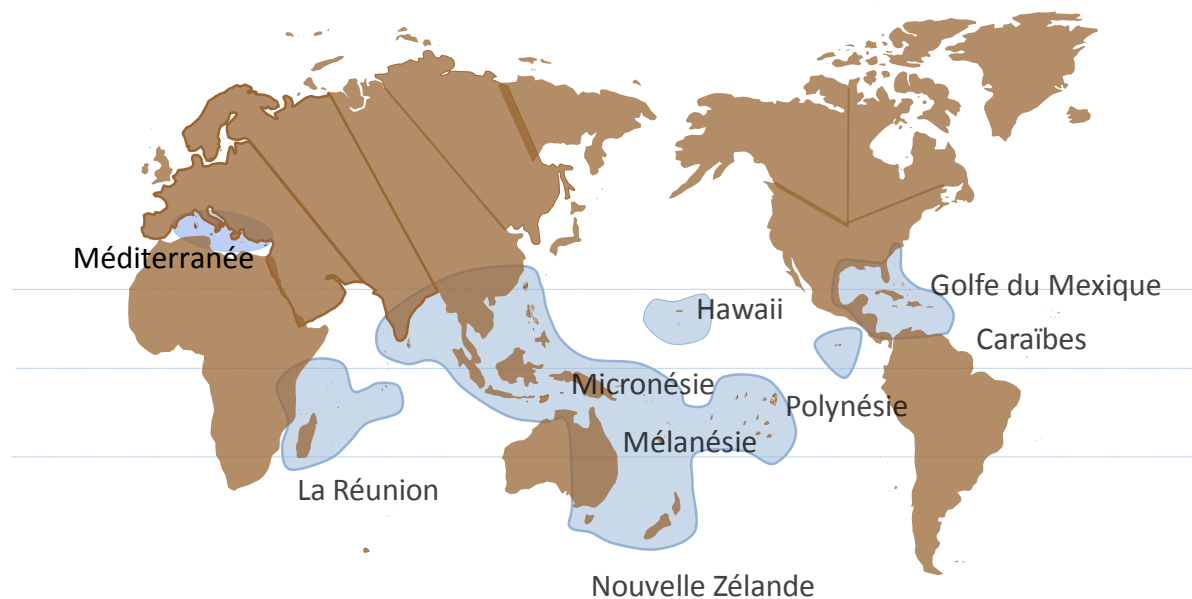 Méditerranée
Golfe du Mexique
Hawaii
Caraïbes
Micronésie
Polynésie
Mélanésie
La Réunion
Nouvelle Zélande